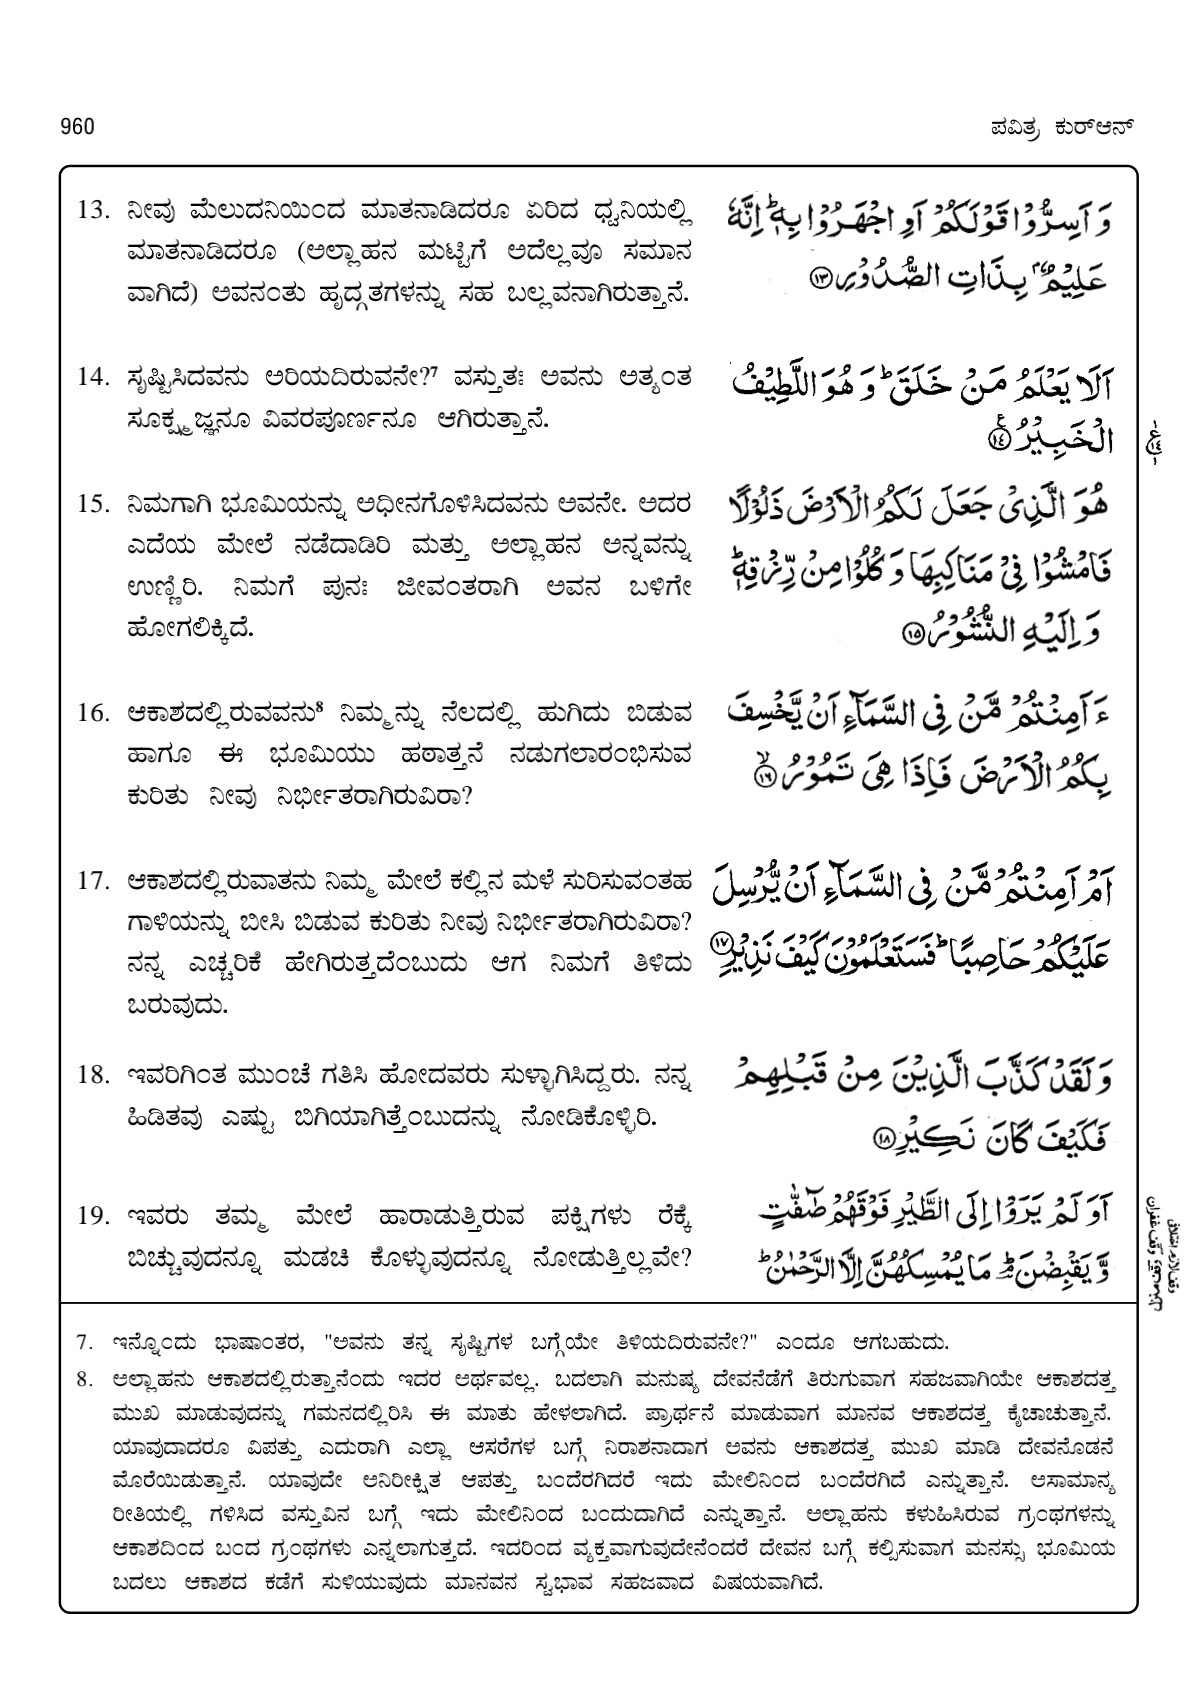 960
ಪವಿತ್ರ ಕುರ್‌ಆನ್
13. ನೀವು ಮೆಲುದನಿಯಿಂದ ಮಾತನಾಡಿದರೂ ಏರಿದ ಧ್ವನಿಯಲ್ಲಿ
ಮಾತನಾಡಿದರೂ (ಅಲ್ಲಾಹನ ಮಟ್ಟಿಗೆ ಅದೆಲ್ಲವೂ ಸಮಾನ
ವಾಗಿದೆ) ಅವನಂತು ಹೃದ್ಗತಗಳನ್ನು ಸಹ ಬಲ್ಲವನಾಗಿರುತ್ತಾನೆ.
وَاَسِرُّوْا قَوْلَكُمْ اَوِ اجْهَرُوْا بِهٖ ؕ اِنَّهٗ
عَلِيْمٌۢ بِذَاتِ الصُّدُوْرِ ﴿۱۳﴾
14. ಸೃಷ್ಟಿಸಿದವನು ಅರಿಯದಿರುವನೇ?⁷ ವಸ್ತುತಃ ಅವನು ಅತ್ಯಂತ
ಸೂಕ್ಷ್ಮಜ್ಞನೂ ವಿವರಪೂರ್ಣನೂ ಆಗಿರುತ್ತಾನೆ.
اَلَا يَعْلَمُ مَنْ خَلَقَ ؕ وَهُوَ اللَّطِيْفُ
الْخَبِيْرُ ﴿۱٤﴾
15. ನಿಮಗಾಗಿ ಭೂಮಿಯನ್ನು ಅಧೀನಗೊಳಿಸಿದವನು ಅವನೇ. ಅದರ
ಎದೆಯ ಮೇಲೆ ನಡೆದಾಡಿರಿ ಮತ್ತು ಅಲ್ಲಾಹನ ಅನ್ನವನ್ನು
ಉಣ್ಣಿರಿ. ನಿಮಗೆ ಪುನಃ ಜೀವಂತರಾಗಿ ಅವನ ಬಳಿಗೇ
ಹೋಗಲಿಕ್ಕಿದೆ.
هُوَ الَّذِىْ جَعَلَ لَكُمُ الْاَرْضَ ذَلُوْلًا
فَامْشُوْا فِىْ مَنَاكِبِهَا وَكُلُوْا مِنْ رِّزْقِهٖ ؕ
وَاِلَيْهِ النُّشُوْرُ ﴿۱۵﴾
16. ಆಕಾಶದಲ್ಲಿರುವವನು⁸ ನಿಮ್ಮನ್ನು ನೆಲದಲ್ಲಿ ಹುಗಿದು ಬಿಡುವ
ಹಾಗೂ ಈ ಭೂಮಿಯು ಹಠಾತ್ತನೆ ನಡುಗಲಾರಂಭಿಸುವ
ಕುರಿತು ನೀವು ನಿರ್ಭೀತರಾಗಿರುವಿರಾ?
ءَاَمِنْتُمْ مَّنْ فِى السَّمَآءِ اَنْ يَّخْسِفَ
بِكُمُ الْاَرْضَ فَاِذَا هِىَ تَمُوْرُ ﴿۱٦﴾ۙ
17. ಆಕಾಶದಲ್ಲಿರುವಾತನು ನಿಮ್ಮ ಮೇಲೆ ಕಲ್ಲಿನ ಮಳೆ ಸುರಿಸುವಂತಹ
ಗಾಳಿಯನ್ನು ಬೀಸಿ ಬಿಡುವ ಕುರಿತು ನೀವು ನಿರ್ಭೀತರಾಗಿರುವಿರಾ?
ನನ್ನ ಎಚ್ಚರಿಕೆ ಹೇಗಿರುತ್ತದೆಂಬುದು ಆಗ ನಿಮಗೆ ತಿಳಿದು
ಬರುವುದು.
اَمْ اَمِنْتُمْ مَّنْ فِى السَّمَآءِ اَنْ يُّرْسِلَ
عَلَيْكُمْ حَاصِبًا ؕ فَسَتَعْلَمُوْنَ كَيْفَ نَذِيْرِ ﴿۱۷﴾
18. ಇವರಿಗಿಂತ ಮುಂಚೆ ಗತಿಸಿ ಹೋದವರು ಸುಳ್ಳಾಗಿಸಿದ್ದರು. ನನ್ನ
ಹಿಡಿತವು ಎಷ್ಟು ಬಿಗಿಯಾಗಿತ್ತೆಂಬುದನ್ನು ನೋಡಿಕೊಳ್ಳಿರಿ.
وَلَقَدْ كَذَّبَ الَّذِيْنَ مِنْ قَبْلِهِمْ
فَكَيْفَ كَانَ نَكِيْرِ ﴿۱۸﴾
19. ಇವರು ತಮ್ಮ ಮೇಲೆ ಹಾರಾಡುತ್ತಿರುವ ಪಕ್ಷಿಗಳು ರೆಕ್ಕೆ
ಬಿಚ್ಚುವುದನ್ನೂ ಮಡಚಿ ಕೊಳ್ಳುವುದನ್ನೂ ನೋಡುತ್ತಿಲ್ಲವೇ?
اَوَلَمْ يَرَوْا اِلَى الطَّيْرِ فَوْقَهُمْ صٰٓفّٰتٍ
وَّيَقْبِضْنَ ؕ مَا يُمْسِكُهُنَّ اِلَّا الرَّحْمٰنُ ؕ
7. ಇನ್ನೊಂದು ಭಾಷಾಂತರ, "ಅವನು ತನ್ನ ಸೃಷ್ಟಿಗಳ ಬಗ್ಗೆಯೇ ತಿಳಿಯದಿರುವನೇ?" ಎಂದೂ ಆಗಬಹುದು.
8. ಅಲ್ಲಾಹನು ಆಕಾಶದಲ್ಲಿರುತ್ತಾನೆಂದು ಇದರ ಅರ್ಥವಲ್ಲ. ಬದಲಾಗಿ ಮನುಷ್ಯ ದೇವನೆಡೆಗೆ ತಿರುಗುವಾಗ ಸಹಜವಾಗಿಯೇ ಆಕಾಶದತ್ತ
ಮುಖ ಮಾಡುವುದನ್ನು ಗಮನದಲ್ಲಿರಿಸಿ ಈ ಮಾತು ಹೇಳಲಾಗಿದೆ. ಪ್ರಾರ್ಥನೆ ಮಾಡುವಾಗ ಮಾನವ ಆಕಾಶದತ್ತ ಕೈಚಾಚುತ್ತಾನೆ.
ಯಾವುದಾದರೂ ವಿಪತ್ತು ಎದುರಾಗಿ ಎಲ್ಲಾ ಆಸರೆಗಳ ಬಗ್ಗೆ ನಿರಾಶನಾದಾಗ ಅವನು ಆಕಾಶದತ್ತ ಮುಖ ಮಾಡಿ ದೇವನೊಡನೆ
ಮೊರೆಯಿಡುತ್ತಾನೆ. ಯಾವುದೇ ಅನಿರೀಕ್ಷಿತ ಆಪತ್ತು ಬಂದೆರಗಿದರೆ ಇದು ಮೇಲಿನಿಂದ ಬಂದೆರಗಿದೆ ಎನ್ನುತ್ತಾನೆ. ಅಸಾಮಾನ್ಯ
ರೀತಿಯಲ್ಲಿ ಗಳಿಸಿದ ವಸ್ತುವಿನ ಬಗ್ಗೆ ಇದು ಮೇಲಿನಿಂದ ಬಂದುದಾಗಿದೆ ಎನ್ನುತ್ತಾನೆ. ಅಲ್ಲಾಹನು ಕಳುಹಿಸಿರುವ ಗ್ರಂಥಗಳನ್ನು
ಆಕಾಶದಿಂದ ಬಂದ ಗ್ರಂಥಗಳು ಎನ್ನಲಾಗುತ್ತದೆ. ಇದರಿಂದ ವ್ಯಕ್ತವಾಗುವುದೇನೆಂದರೆ ದೇವನ ಬಗ್ಗೆ ಕಲ್ಪಿಸುವಾಗ ಮನಸ್ಸು ಭೂಮಿಯ
ಬದಲು ಆಕಾಶದ ಕಡೆಗೆ ಸುಳಿಯುವುದು ಮಾನವನ ಸ್ವಭಾವ ಸಹಜವಾದ ವಿಷಯವಾಗಿದೆ.